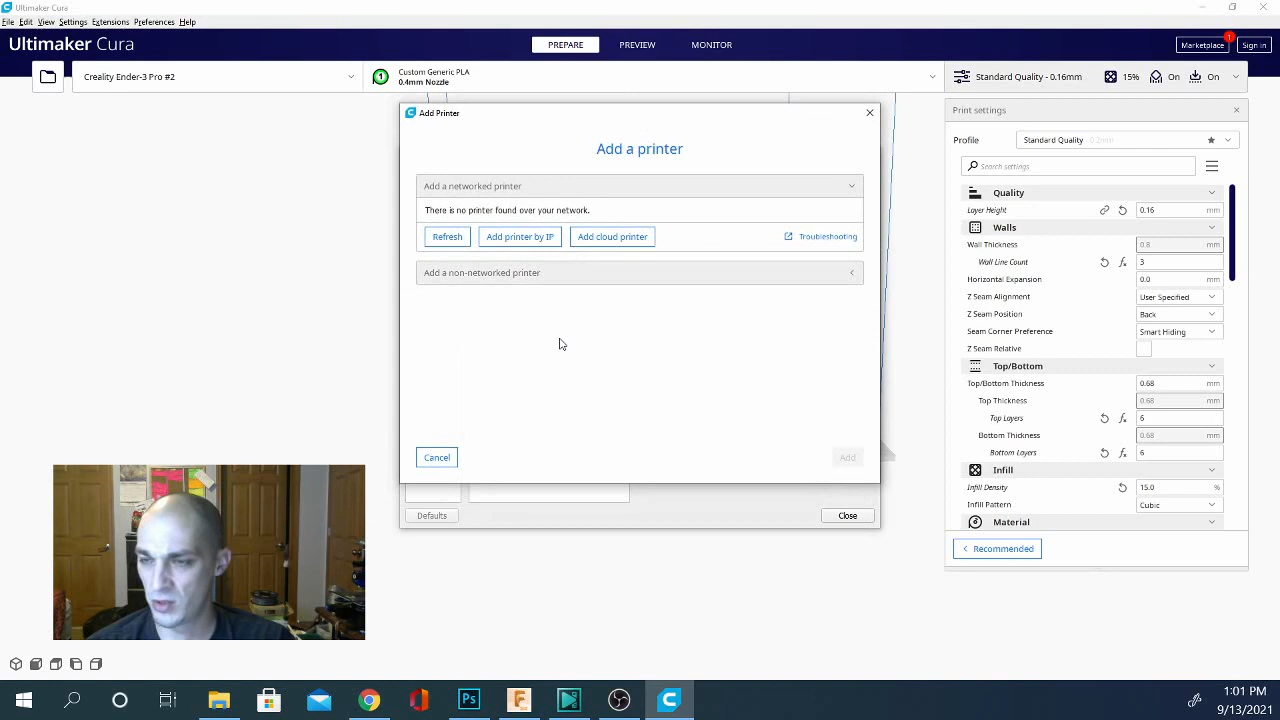 Ultimaker Cura
File Edit View Settings Extensions Preferences Help
Ultimaker Cura
PREPARE PREVIEW MONITOR
Marketplace 1 Sign in
Creality Ender-3 Pro #2
1 Custom Generic PLA
0.4mm Nozzle
Standard Quality - 0.16mm 15% On On
Add Printer
Add a printer
Add a networked printer
There is no printer found over your network.
Refresh Add printer by IP Add cloud printer Troubleshooting
Add a non-networked printer
Cancel Add
Defaults Close
Print settings
Profile Standard Quality - 0.2mm
Search settings
Quality
Layer Height 0.16 mm
Walls
Wall Thickness 0.8 mm
Wall Line Count 3
Horizontal Expansion 0.0 mm
Z Seam Alignment User Specified
Z Seam Position Back
Seam Corner Preference Smart Hiding
Z Seam Relative
Top/Bottom
Top/Bottom Thickness 0.68 mm
Top Thickness 0.68 mm
Top Layers 6
Bottom Thickness 0.68 mm
Bottom Layers 6
Infill
Infill Density 15.0 %
Infill Pattern Cubic
Material
Recommended
Ps F C
1:01 PM
9/13/2021